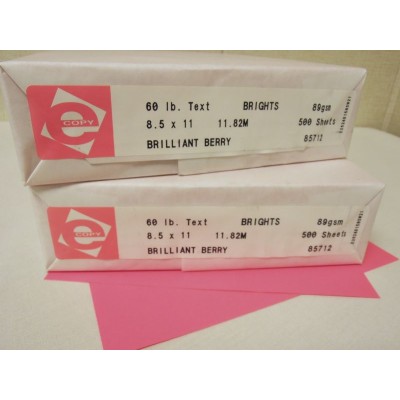 e COPY
60 lb. Text BRIGHTS 89gsm
8.5 x 11 11.82M 500 Sheets
BRILLIANT BERRY 85712
e COPY
60 lb. Text BRIGHTS 89gsm
8.5 x 11 11.82M 500 Sheets
BRILLIANT BERRY 85712